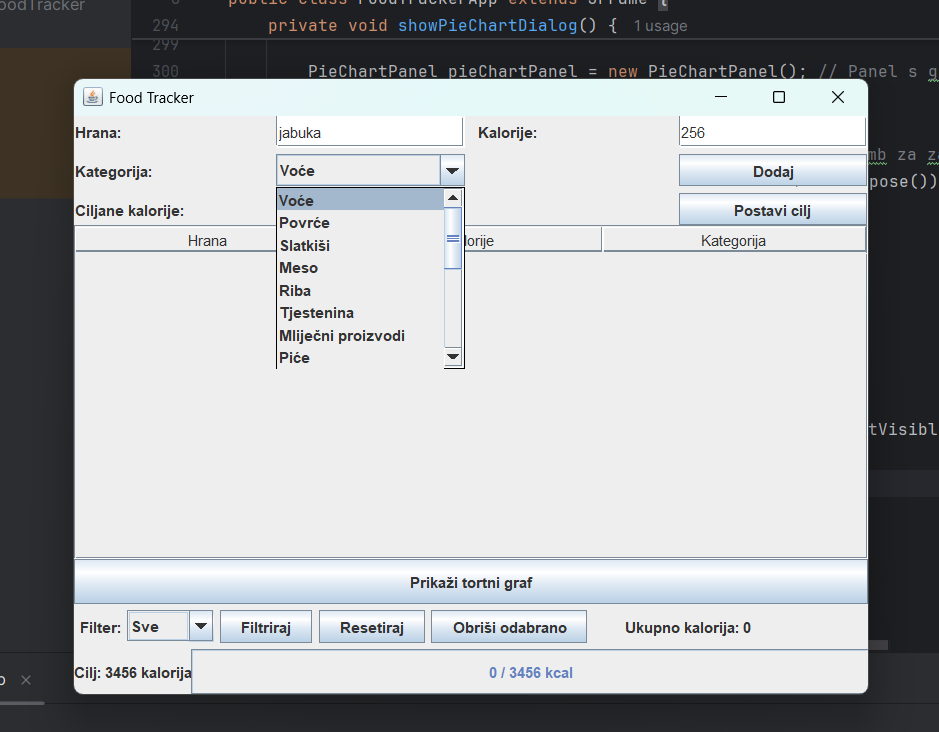 oodTracker
public class FoodTrackerApp extends JFrame {
294 private void showPieChartDialog() { 1 usage
299
300 PieChartPanel pieChartPanel = new PieChartPanel(); // Panel s g
Food Tracker
Hrana: jabuka Kalorije: 256
mb za za
Kategorija: Voće Dodaj
pose())
Voće
Ciljane kalorije: Postavi cilj
Povrće
Hrana lorije Kategorija
Slatkiši
Meso
Riba
Tjestenina
Mliječni proizvodi
Piće
tVisibl
Prikaži tortni graf
Filter: Sve Filtriraj Resetiraj Obriši odabrano Ukupno kalorija: 0
Cilj: 3456 kalorija 0 / 3456 kcal